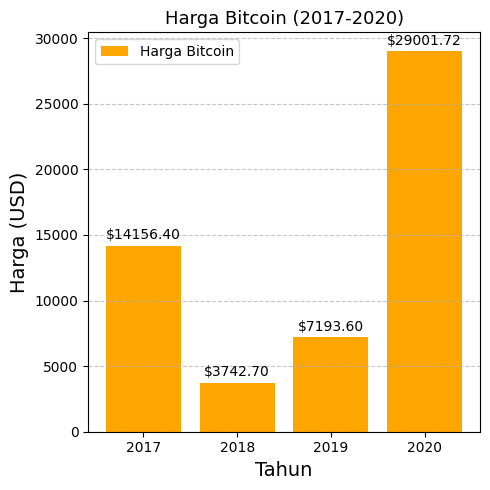 Harga Bitcoin (2017-2020)
Harga Bitcoin
$29001.72
$14156.40
$7193.60
$3742.70
30000
25000
20000
15000
10000
5000
0
Harga (USD)
2017 2018 2019 2020
Tahun